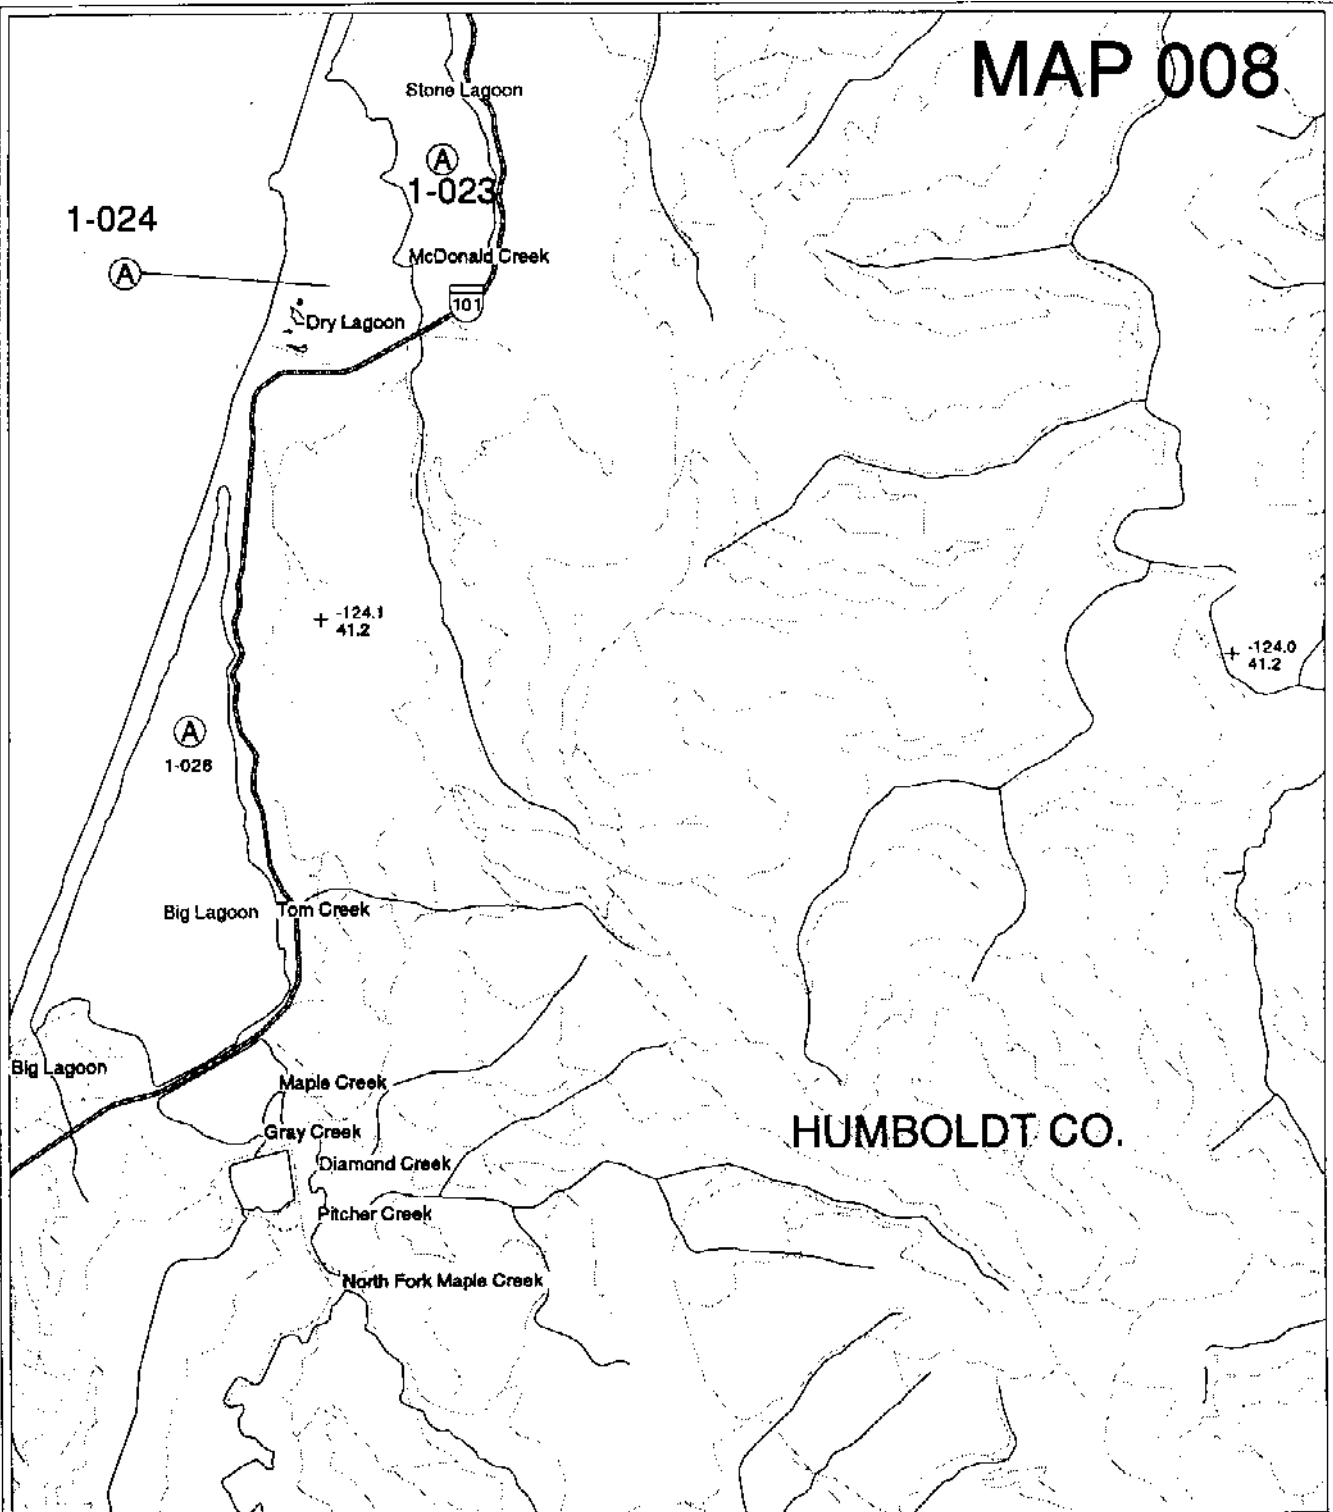 MAP 008
Stone Lagoon
A
1-023
1-024
A
McDonald Creek
101
Dry Lagoon
-124.1
41.2
-124.0
41.2
A
1-026
Big Lagoon
Tom Creek
Big Lagoon
Maple Creek
Gray Creek
HUMBOLDT CO.
Diamond Creek
Pitcher Creek
North Fork Maple Creek